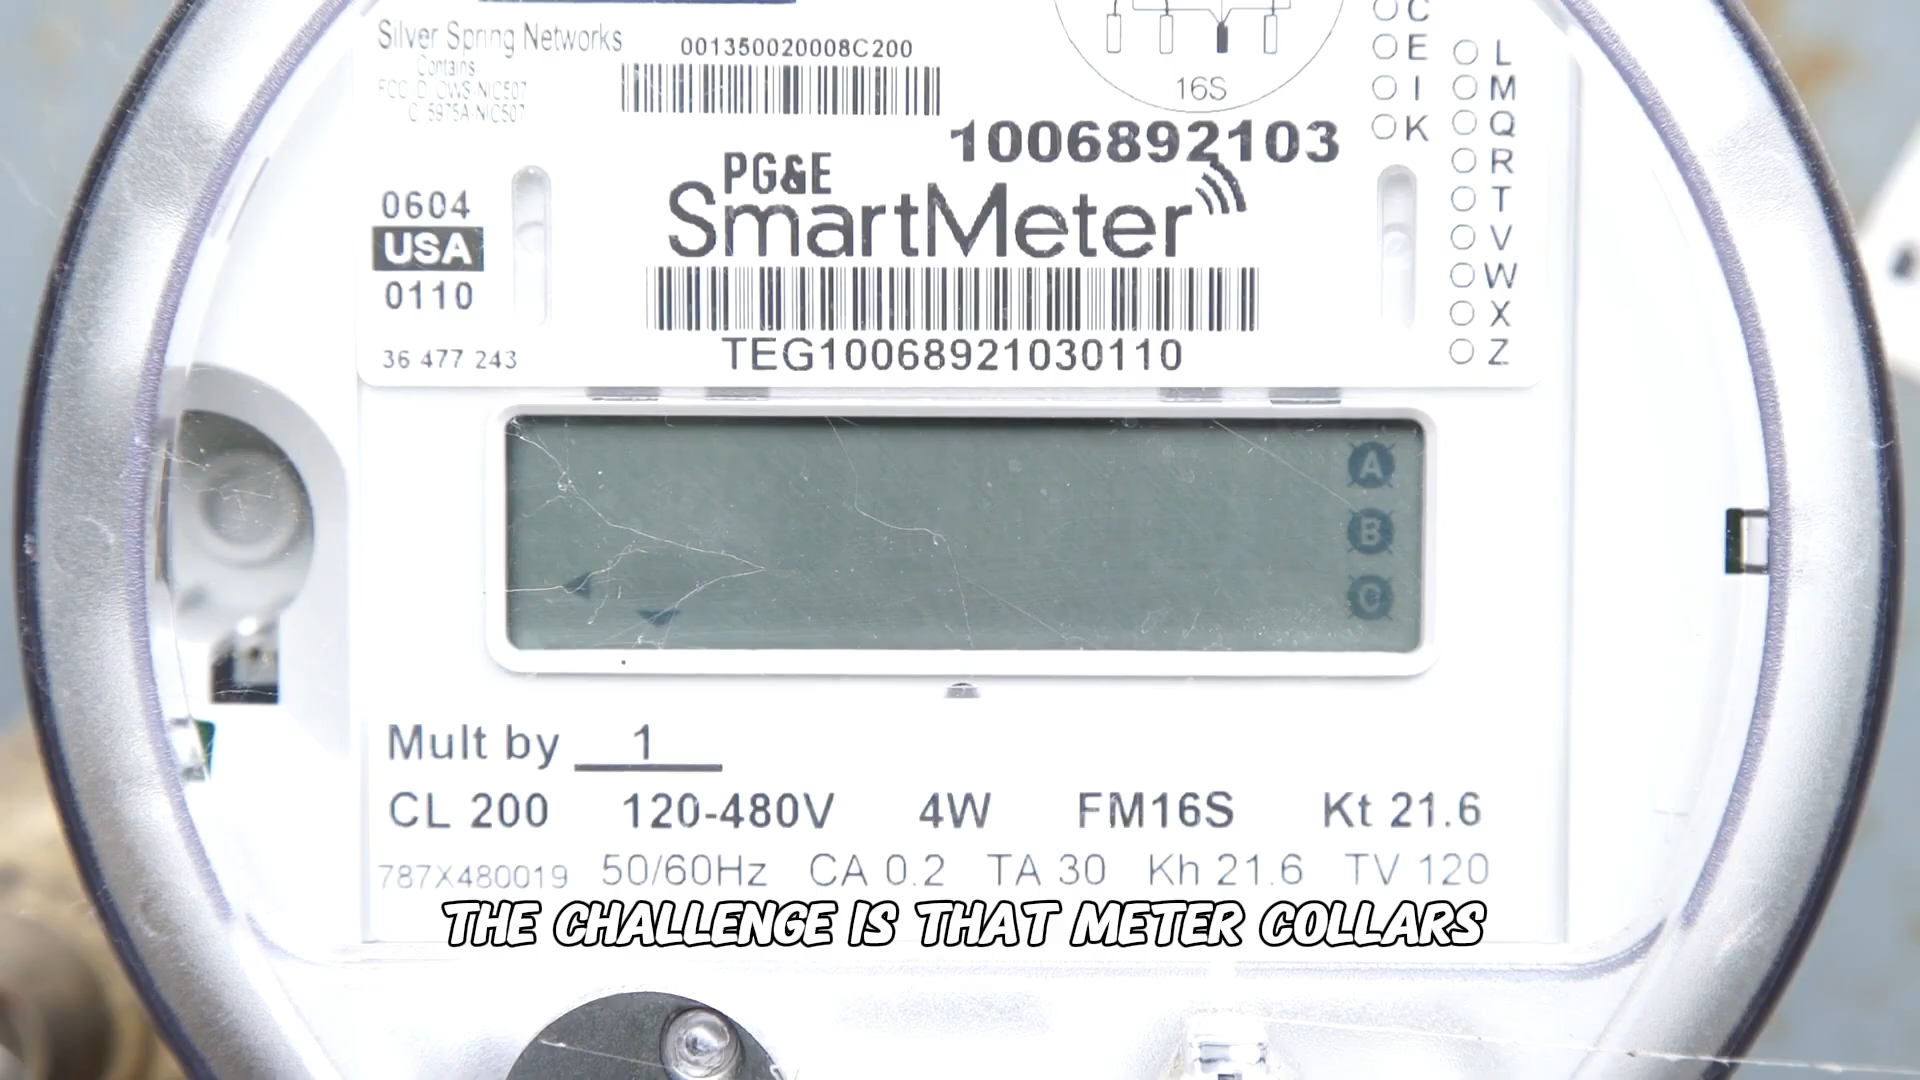 Silver Spring Networks
Contains
001350020008C200
16S
C
E
I
K
L
M
Q
R
T
V
W
X
Z
1006892103
PG&E
SmartMeter
0604
USA
0110
36 477 243
TEG10068921030110
A
B
C
Mult by 1
CL 200 120-480V 4W FM16S Kt 21.6
787X480019 50/60Hz CA 0.2 TA 30 Kh 21.6 TV 120
THE CHALLENGE IS THAT METER COLLARS